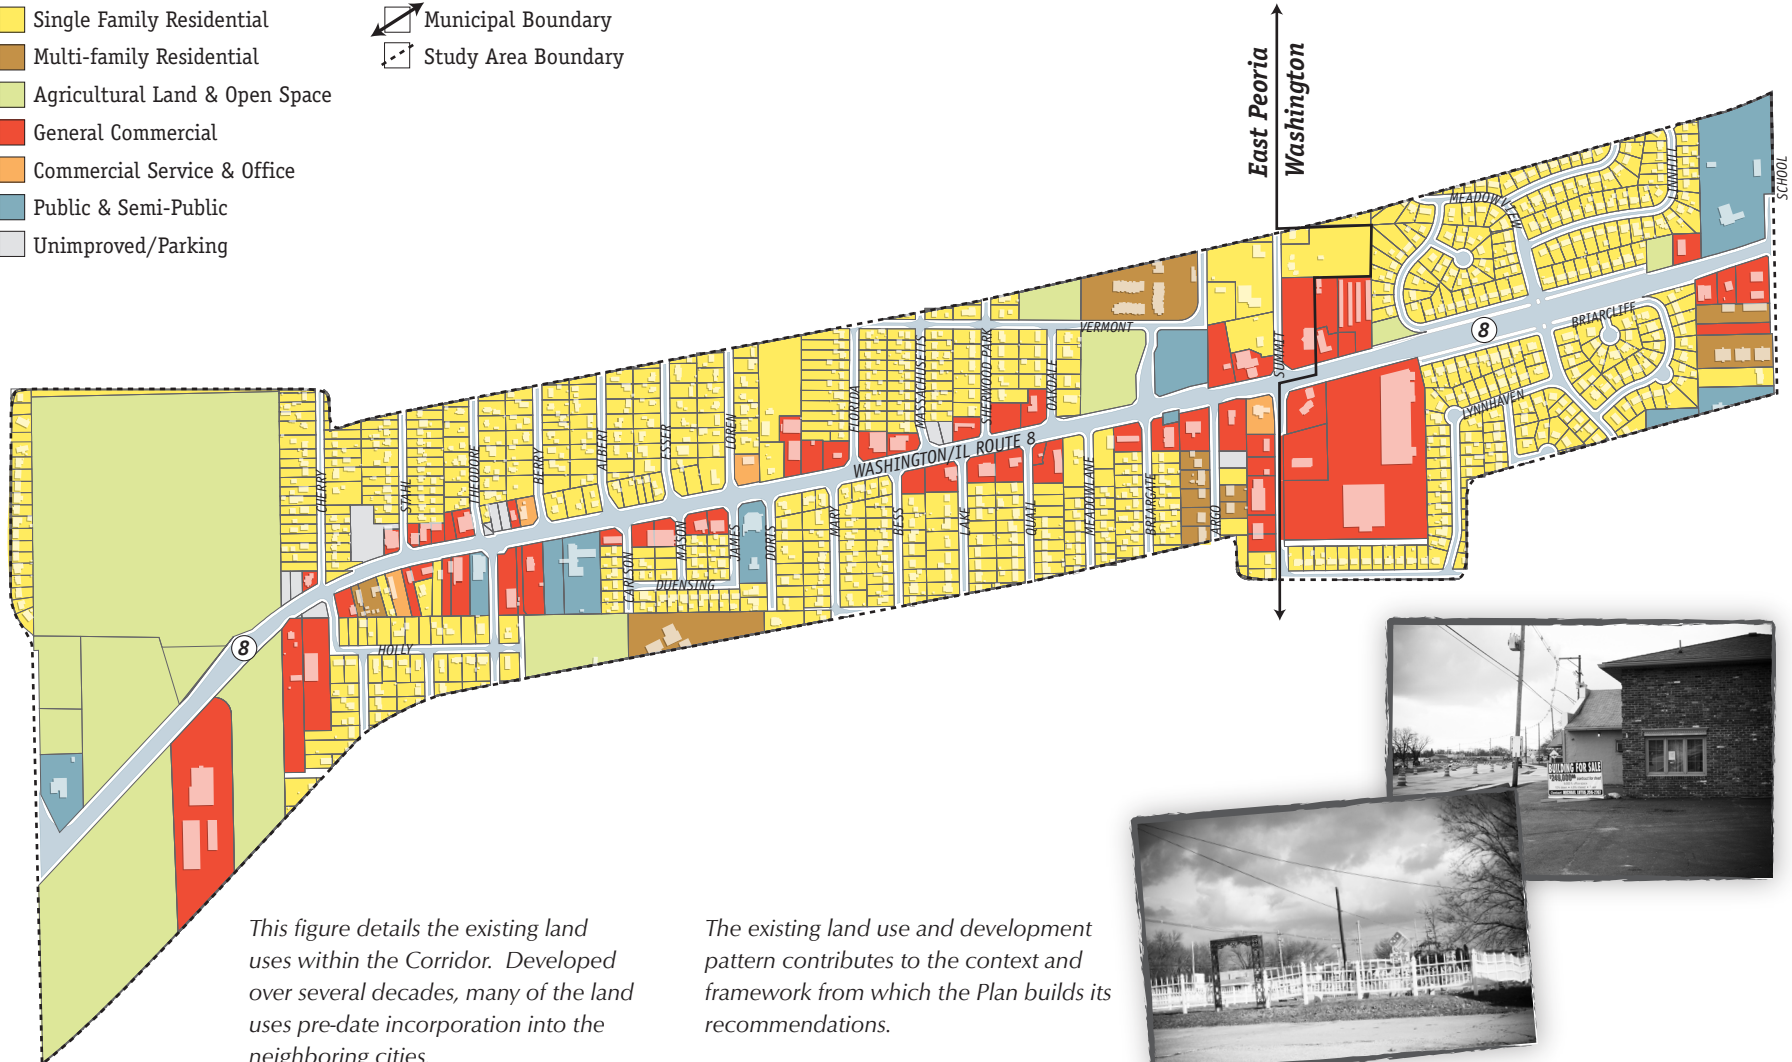 Single Family Residential
Multi-family Residential
Agricultural Land & Open Space
General Commercial
Commercial Service & Office
Public & Semi-Public
Unimproved/Parking
Municipal Boundary
Study Area Boundary
East Peoria
Washington
SCHOOL
LYNNHILL
MEADOWVIEW
BRIARCLIFF
8
LYNNHAVEN
SUMMIT
VERMONT
OAKDALE
SHERWOOD PARK
MASSACHUSETTS
FLORIDA
WASHINGTON/IL ROUTE 8
LOREN
ESSER
ALBERT
BERRY
THEODORE
STAHL
CHERRY
CARLSON
MASON
JAMES
DORIS
MARY
BESS
LAKE
QUAIL
MEADOWLANE
BRIARGATE
ARGO
DUENSING
HOLLY
8
BUILDING FOR SALE
This figure details the existing land
uses within the Corridor. Developed
over several decades, many of the land
uses pre-date incorporation into the
neighboring cities
The existing land use and development
pattern contributes to the context and
framework from which the Plan builds its
recommendations.